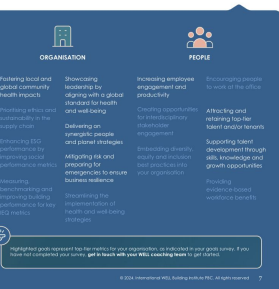 ORGANISATION
Fostering local and
global community
health impacts
Prioritising ethics and
sustainability in the
supply chain
Enhancing ESG
performance by
improving social
performance metrics
Measuring,
benchmarking and
improving building
performance for key
IEQ metrics
Showcasing
leadership by
aligning with a global
standard for health
and well-being
Delivering on
synergistic people
and planet strategies
Mitigating risk and
preparing for
emergencies to ensure
business resilience
Streamlining the
implementation of
health and well-being
strategies
PEOPLE
Increasing employee
engagement and
productivity
Creating opportunities
for interdisciplinary
stakeholder
engagement
Embedding diversity,
equity and inclusion
best practices into
your organisation
Encouraging people
to work at the office
Attracting and
retaining top-tier
talent and/or tenants
Supporting talent
development through
skills, knowledge and
growth opportunities
Providing
evidence-based
workforce benefits
Highlighted goals represent top-tier metrics for your organisation, as indicated in your goals survey. If you
have not completed your survey, get in touch with your WELL coaching team to get started.
© 2024 International WELL Building Institute PBC. All rights reserved 7